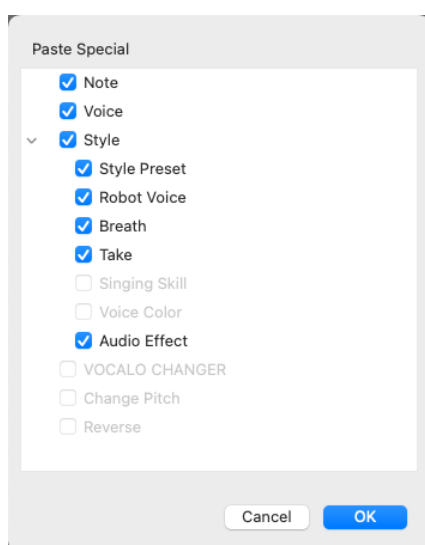 Paste Special
Note
Voice
Style
Style Preset
Robot Voice
Breath
Take
Singing Skill
Voice Color
Audio Effect
VOCALO CHANGER
Change Pitch
Reverse
Cancel OK